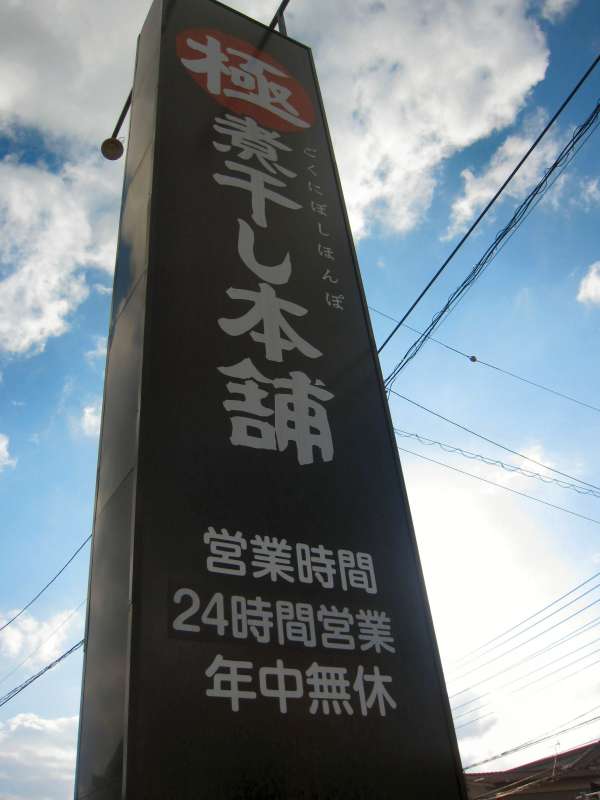 極煮干し本舗
ごくにぼしほんぽ
営業時間
24時間営業
年中無休